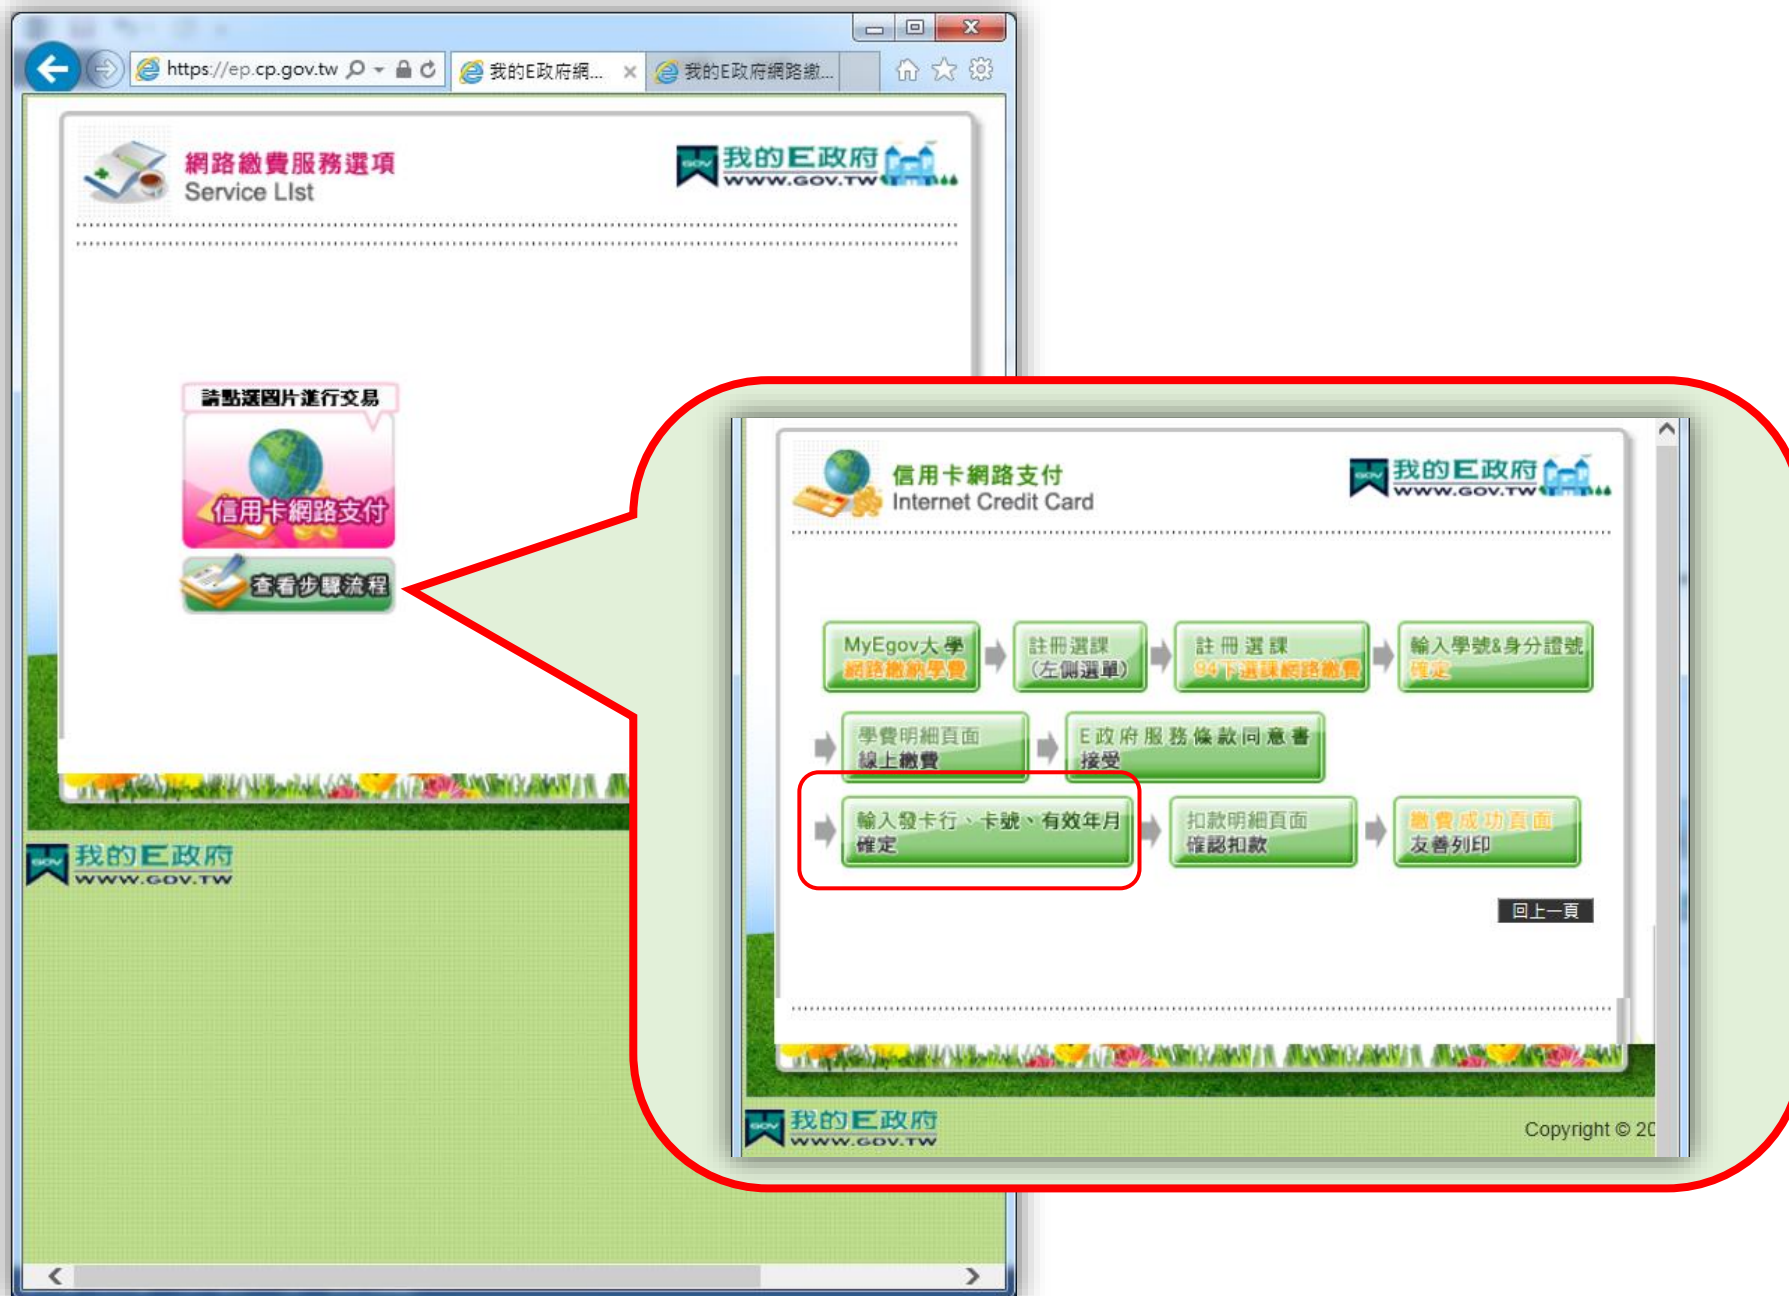 https://ep.cp.gov.tw
我的E政府網...
我的E政府網路繳...
網路繳費服務選項
Service LIst
GOV
我的E政府
WWW.GOV.TW
請點選圖片進行交易
信用卡網路支付
查看步驟流程
GOV
我的E政府
WWW.GOV.TW
信用卡網路支付
Internet Credit Card
GOV
我的E政府
WWW.GOV.TW
MyEgov大學
網路繳納學費
註冊選課
(左側選單)
註冊選課
94下選課網路繳費
輸入學號&身分證號
確定
學費明細頁面
線上繳費
E政府服務條款同意書
接受
輸入發卡行、卡號、有效年月
確定
扣款明細頁面
確認扣款
繳費成功頁面
友善列印
回上一頁
GOV
我的E政府
WWW.GOV.TW
Copyright © 20